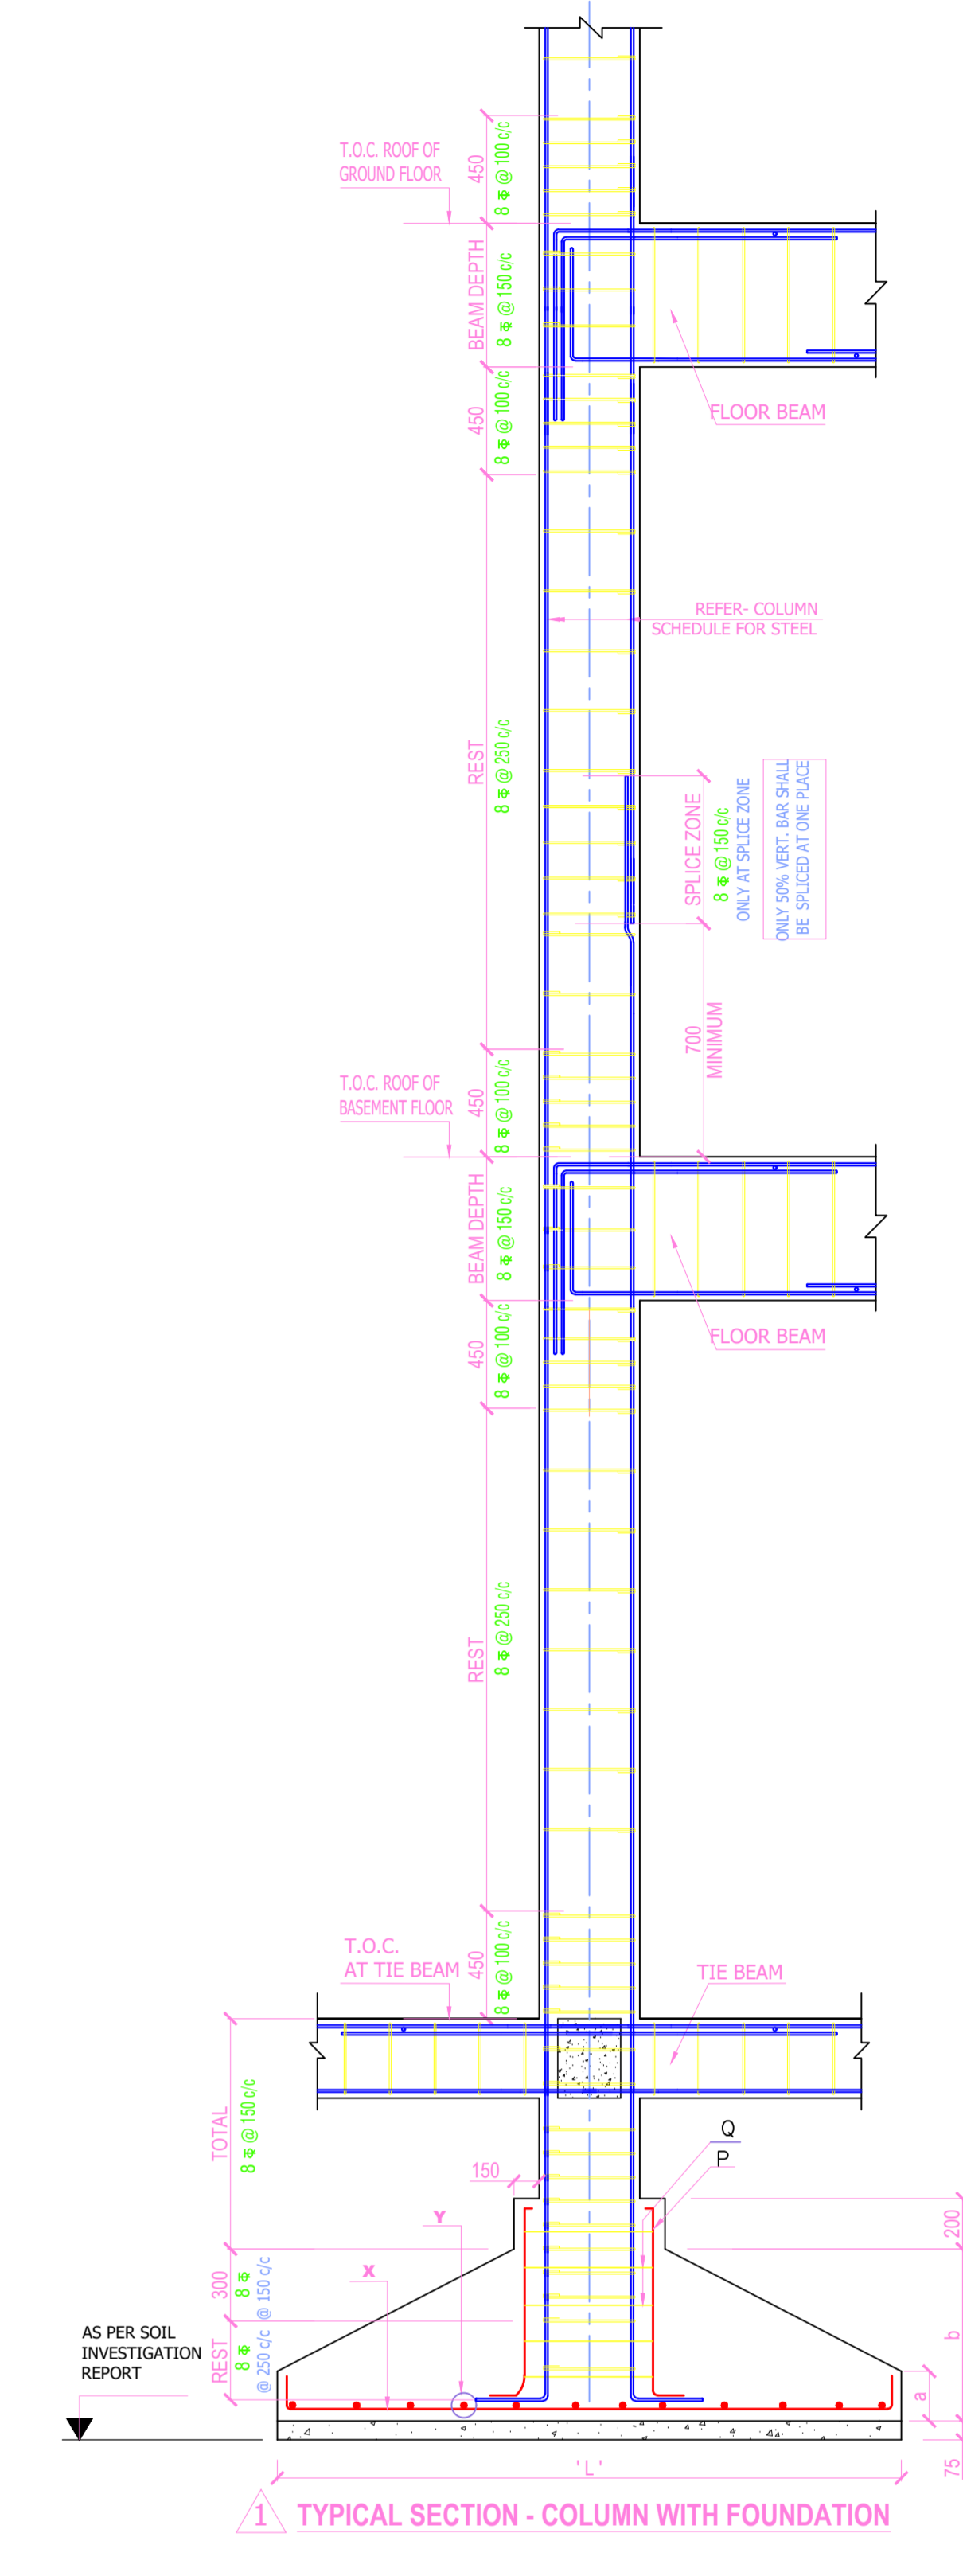 T.O.C. ROOF OF
GROUND FLOOR
450
8 Φ @ 100 c/c
BEAM DEPTH
8 Φ @ 150 c/c
450
8 Φ @ 100 c/c
FLOOR BEAM
REFER- COLUMN
SCHEDULE FOR STEEL
REST
8 Φ @ 250 c/c
SPLICE ZONE
8 Φ @ 150 c/c
ONLY AT SPLICE ZONE
ONLY 50% VERT. BAR SHALL
BE SPLICED AT ONE PLACE
700
MINIMUM
T.O.C. ROOF OF
BASEMENT FLOOR
450
8 Φ @ 100 c/c
BEAM DEPTH
8 Φ @ 150 c/c
450
8 Φ @ 100 c/c
FLOOR BEAM
REST
8 Φ @ 250 c/c
450
8 Φ @ 100 c/c
T.O.C.
AT TIE BEAM
TIE BEAM
TOTAL
8 Φ @ 150 c/c
Q
P
150
Y
X
200
300
8 Φ
@ 150 c/c
REST
8 Φ
@ 250 c/c
AS PER SOIL
INVESTIGATION
REPORT
b
a
75
'L'
1 TYPICAL SECTION - COLUMN WITH FOUNDATION